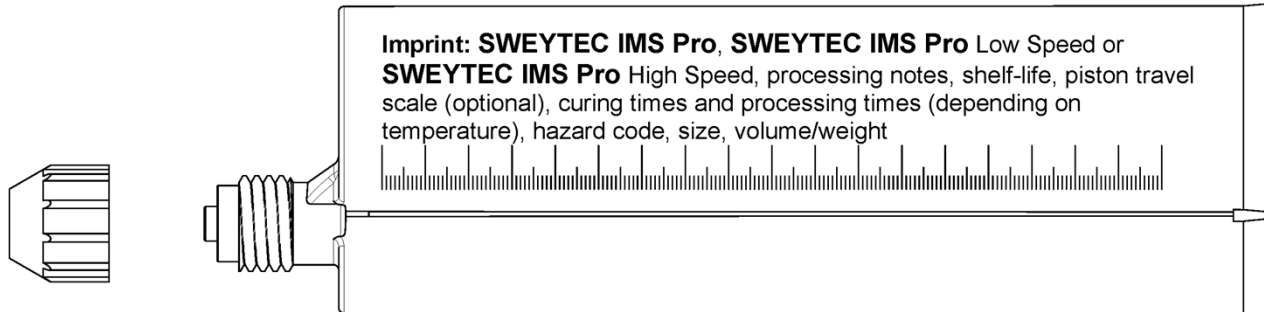 Imprint: SWEYTEC IMS Pro, SWEYTEC IMS Pro Low Speed or
SWEYTEC IMS Pro High Speed, processing notes, shelf-life, piston travel
scale (optional), curing times and processing times (depending on
temperature), hazard code, size, volume/weight